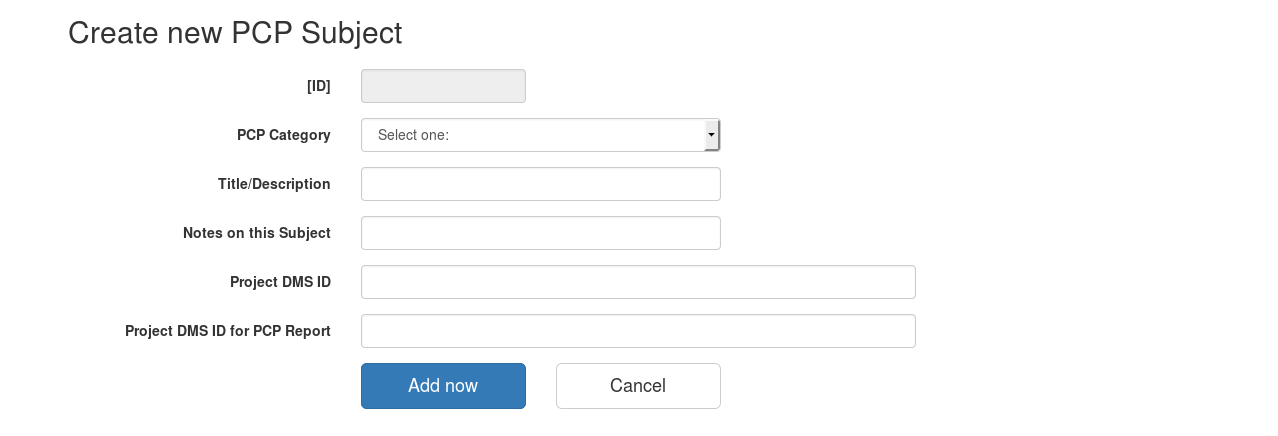 Create new PCP Subject
[ID]
PCP Category
Select one:
Title/Description
Notes on this Subject
Project DMS ID
Project DMS ID for PCP Report
Add now
Cancel